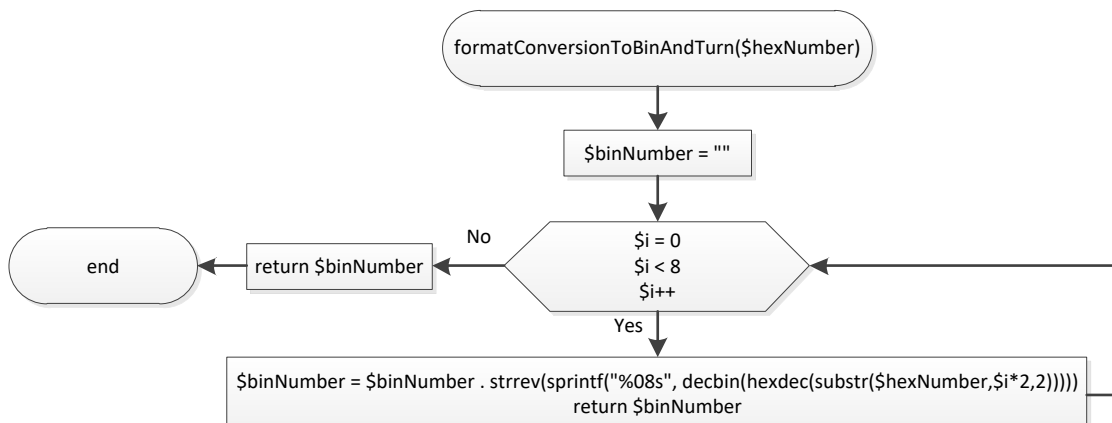 formatConversionToBinAndTurn($hexNumber)
$binNumber = ""
No
$i = 0
$i < 8
$i++
return $binNumber
end
Yes
$binNumber = $binNumber . strrev(sprintf("%08s", decbin(hexdec(substr($hexNumber,$i*2,2)))))
return $binNumber